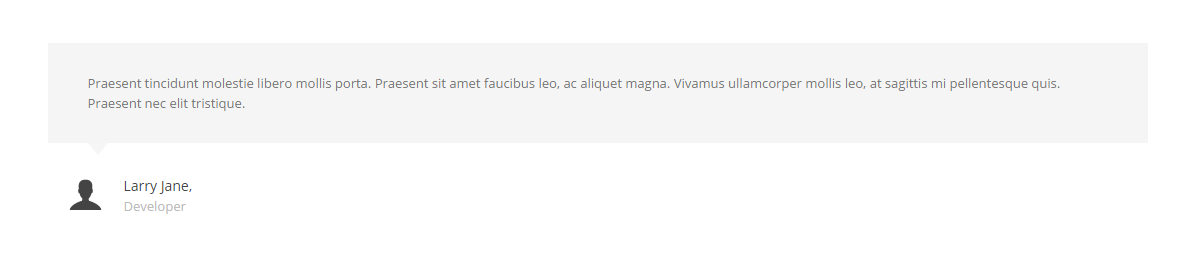 Praesent tincidunt molestie libero mollis porta. Praesent sit amet faucibus leo, ac aliquet magna. Vivamus ullamcorper mollis leo, at sagittis mi pellentesque quis.
Praesent nec elit tristique.
Larry Jane,
Developer